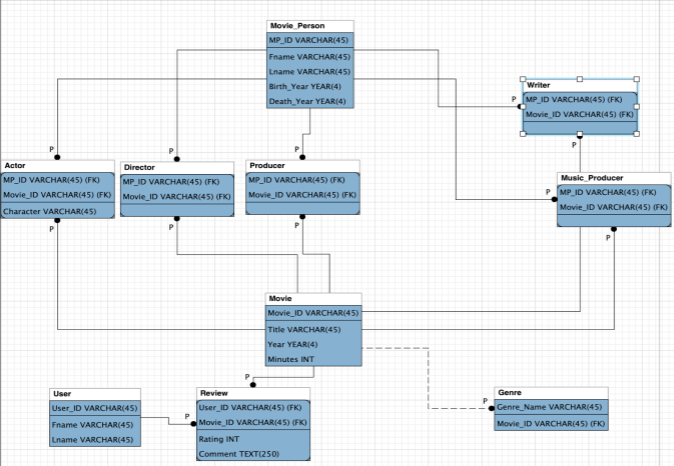 Movie_Person
MP_ID VARCHAR(45)
Fname VARCHAR(45)
Lname VARCHAR(45)
Birth_Year YEAR(4)
Death_Year YEAR(4)
Writer
P
MP_ID VARCHAR(45) (FK)
Movie_ID VARCHAR(45) (FK)
P
P
P
P
Actor
MP_ID VARCHAR(45) (FK)
Movie_ID VARCHAR(45) (FK)
Character VARCHAR(45)
P
Director
MP_ID VARCHAR(45) (FK)
Movie_ID VARCHAR(45) (FK)
P
Producer
MP_ID VARCHAR(45) (FK)
Movie_ID VARCHAR(45) (FK)
P
Music_Producer
P
MP_ID VARCHAR(45) (FK)
Movie_ID VARCHAR(45) (FK)
P
Movie
Movie_ID VARCHAR(45)
Title VARCHAR(45)
Year YEAR(4)
Minutes INT
P
User
User_ID VARCHAR(45)
Fname VARCHAR(45)
Lname VARCHAR(45)
P
Review
User_ID VARCHAR(45) (FK)
Movie_ID VARCHAR(45) (FK)
Rating INT
Comment TEXT(250)
Genre
P
Genre_Name VARCHAR(45)
Movie_ID VARCHAR(45) (FK)